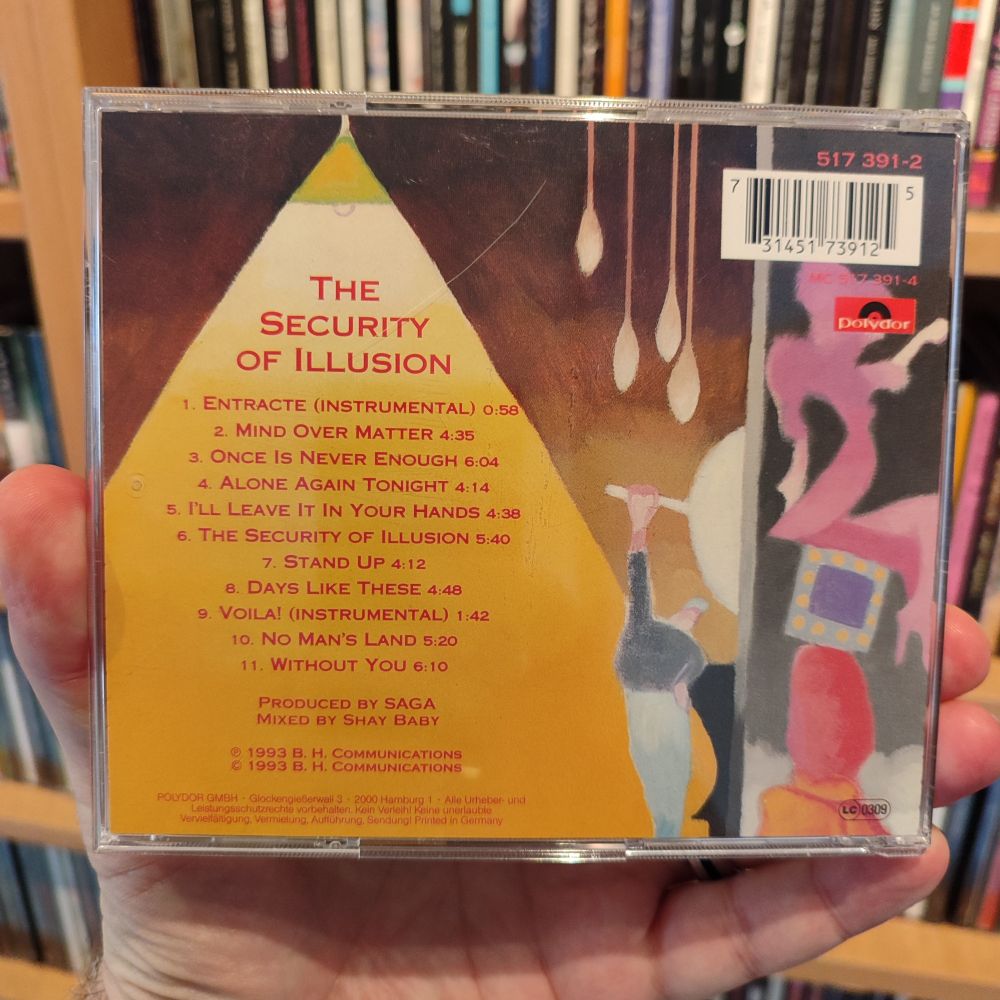 517 391-2
7 31451 73912 5
MC 517 391-4
polydor
THE
SECURITY
OF ILLUSION
1. ENTRACTE (INSTRUMENTAL) 0:58
2. MIND OVER MATTER 4:35
3. ONCE IS NEVER ENOUGH 6:04
4. ALONE AGAIN TONIGHT 4:14
5. I'LL LEAVE IT IN YOUR HANDS 4:38
6. THE SECURITY OF ILLUSION 5:40
7. STAND UP 4:12
8. DAYS LIKE THESE 4:48
9. VOILA! (INSTRUMENTAL) 1:42
10. NO MAN'S LAND 5:20
11. WITHOUT YOU 6:10
PRODUCED BY SAGA
MIXED BY SHAY BABY
℗ 1993 B. H. COMMUNICATIONS
© 1993 B. H. COMMUNICATIONS
POLYDOR GMBH · Glockengießerwall 3 · 2000 Hamburg 1 · Alle Urheber- und
Leistungsschutzrechte vorbehalten. Kein Verleih! Keine unerlaubte
Vervielfältigung, Vermietung, Aufführung, Sendung! Printed in Germany
LC 0309